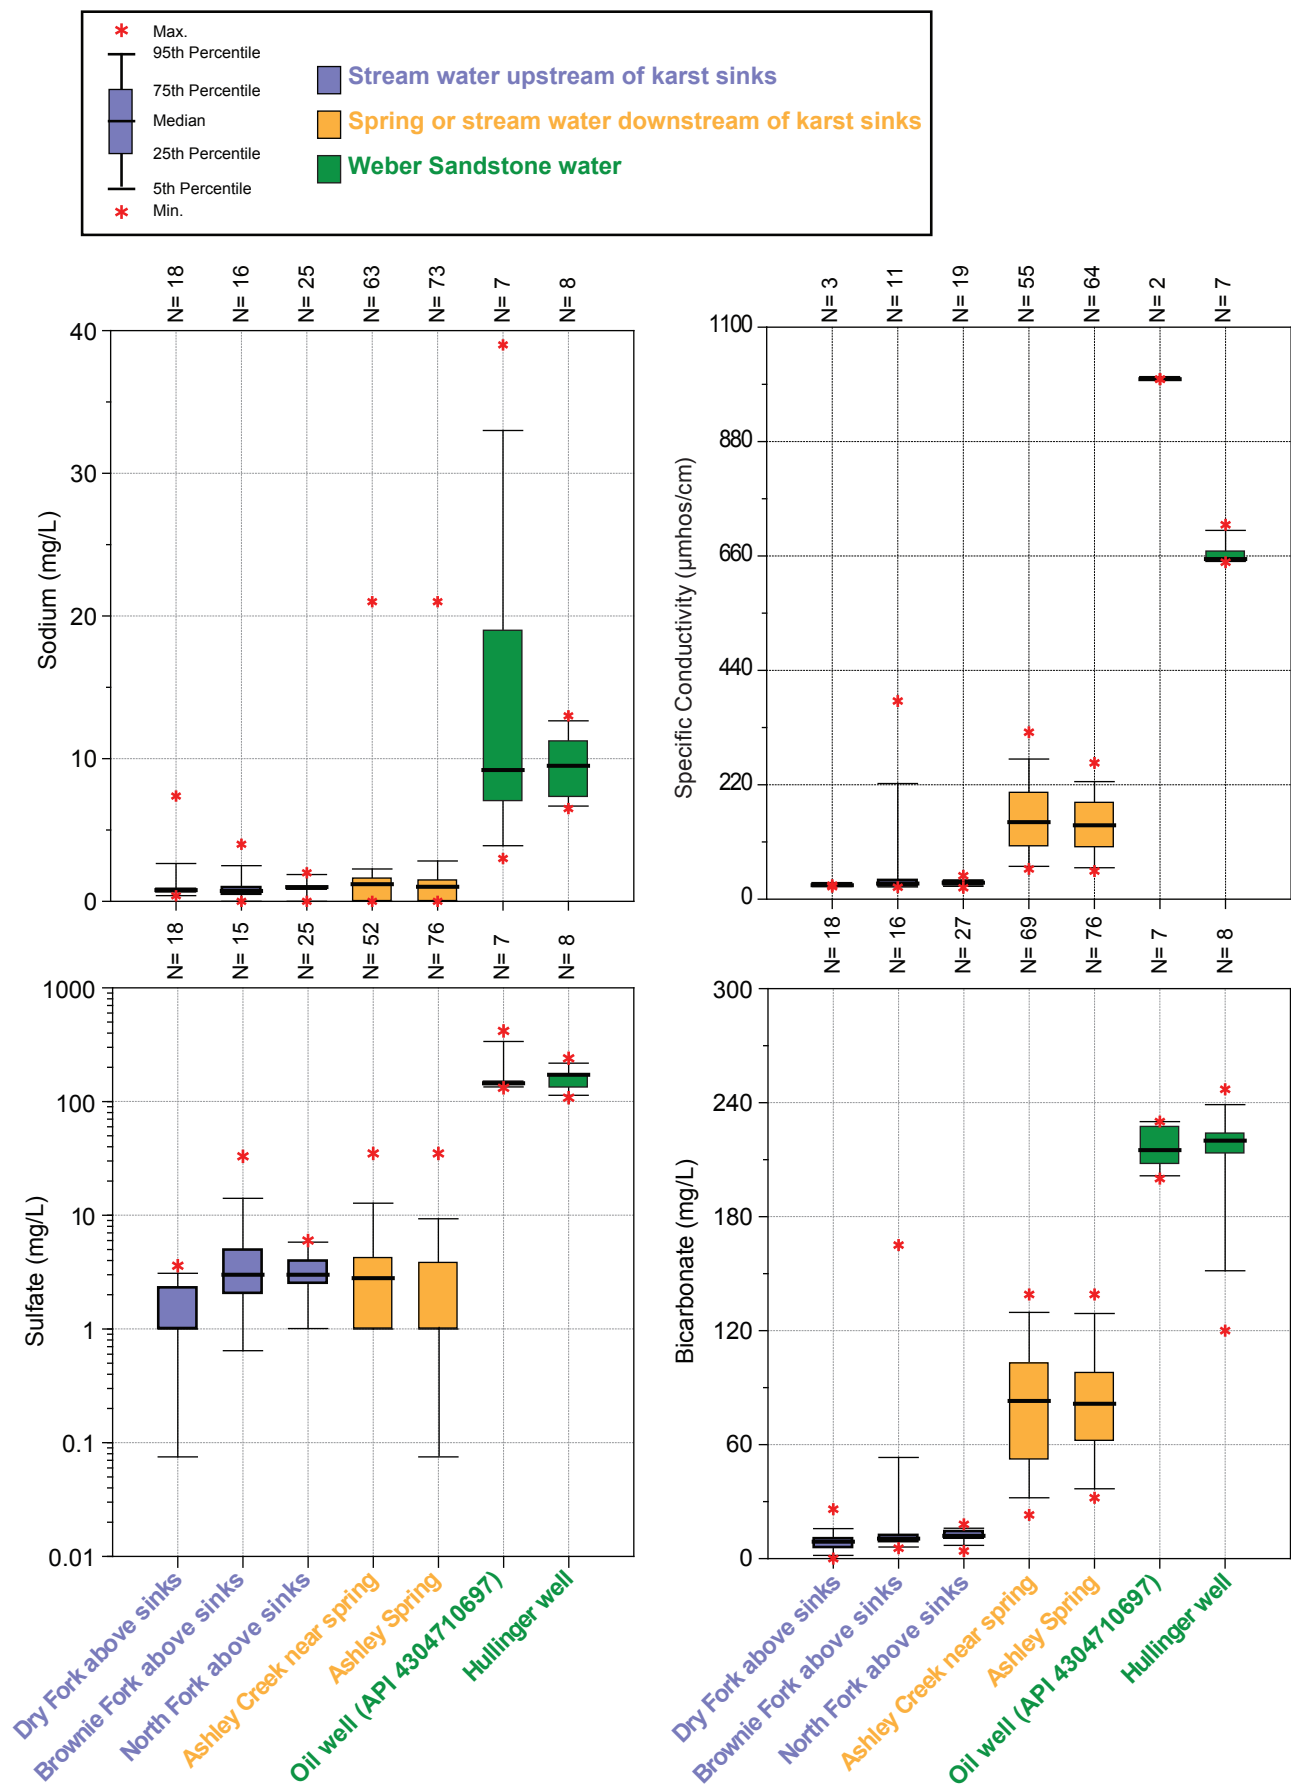 Max.
95th Percentile
75th Percentile
Median
25th Percentile
5th Percentile
Min.
Stream water upstream of karst sinks
Spring or stream water downstream of karst sinks
Weber Sandstone water
N= 18
N= 16
N= 25
N= 63
N= 73
N= 7
N= 8
40
30
20
10
0
Sodium (mg/L)
N= 3
N= 11
N= 19
N= 55
N= 64
N= 2
N= 7
1100
880
660
440
220
0
Specific Conductivity (µmhos/cm)
N= 18
N= 15
N= 25
N= 52
N= 76
N= 7
N= 8
1000
100
10
1
0.1
0.01
Sulfate (mg/L)
N= 18
N= 16
N= 27
N= 69
N= 76
N= 7
N= 8
300
240
180
120
60
0
Bicarbonate (mg/L)
Dry Fork above sinks
Brownie Fork above sinks
North Fork above sinks
Ashley Creek near spring
Ashley Spring
Oil well (API 4304710697)
Hullinger well
Dry Fork above sinks
Brownie Fork above sinks
North Fork above sinks
Ashley Creek near spring
Ashley Spring
Oil well (API 4304710697)
Hullinger well